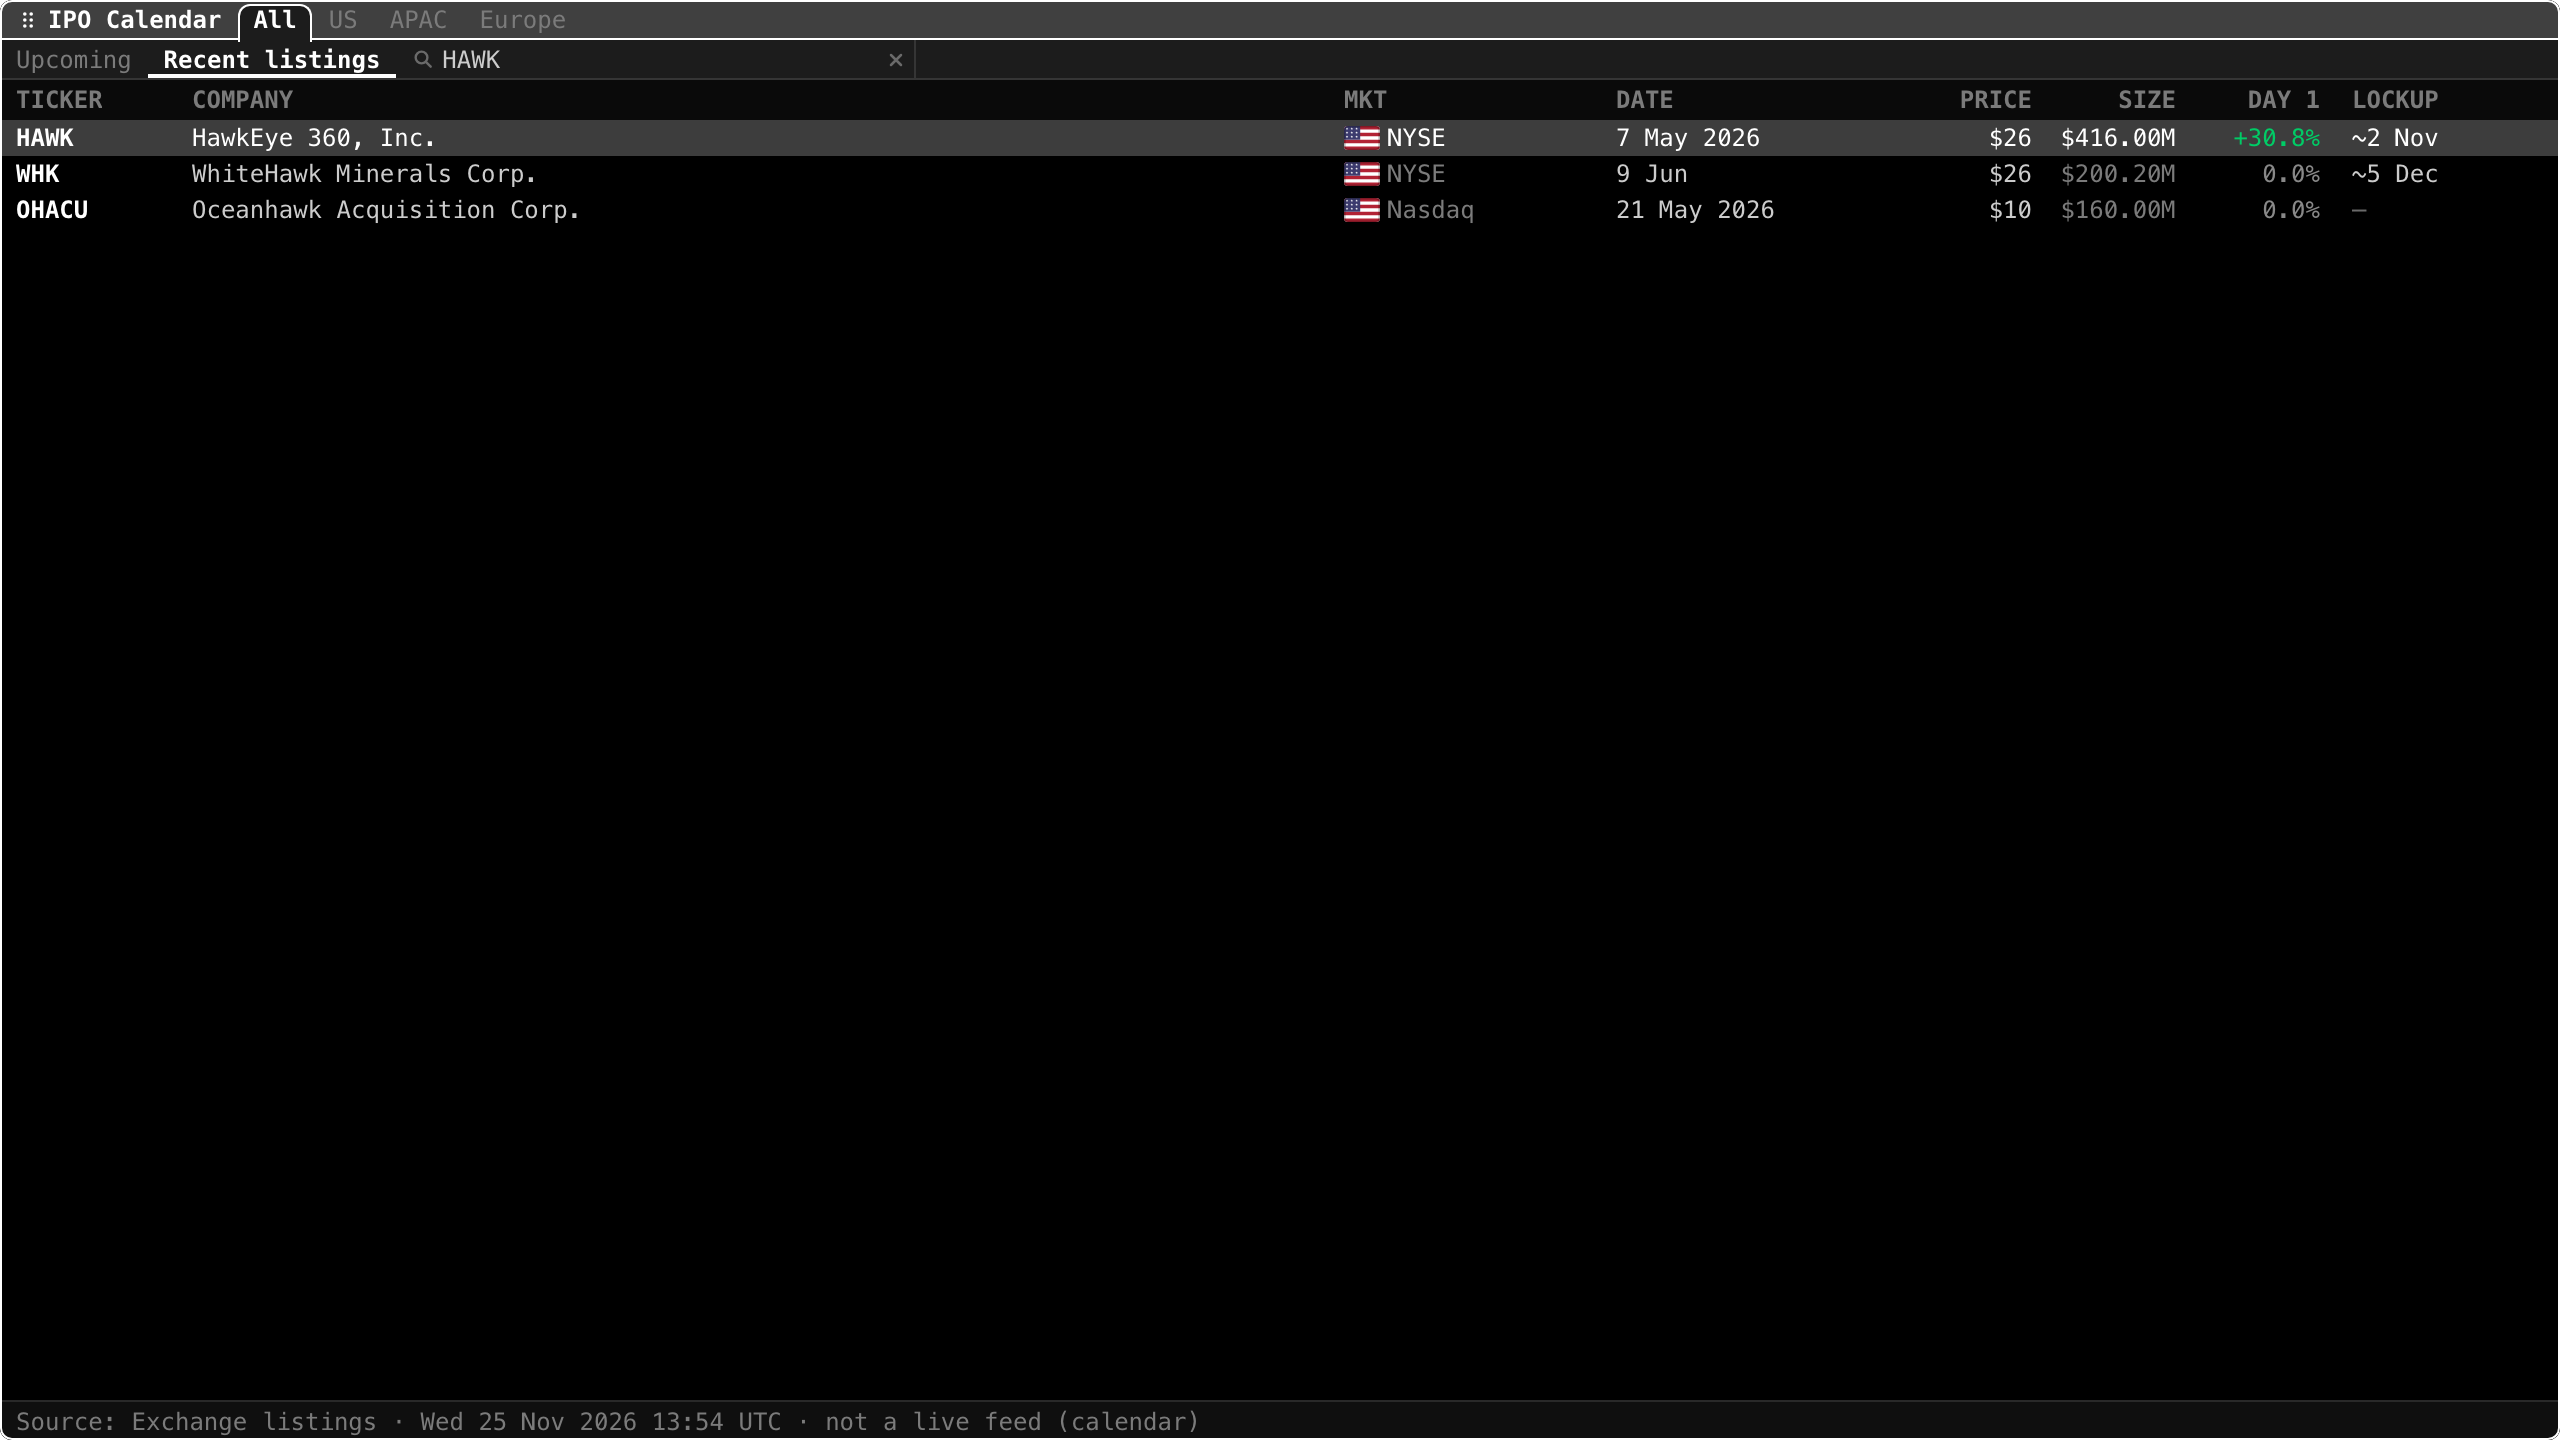 IPO Calendar All US APAC Europe
Upcoming Recent listings HAWK ×
TICKER COMPANY MKT DATE PRICE SIZE DAY 1 LOCKUP
HAWK HawkEye 360, Inc. NYSE 7 May 2026 $26 $416.00M +30.8% ~2 Nov
WHK WhiteHawk Minerals Corp. NYSE 9 Jun $26 $200.20M 0.0% ~5 Dec
OHACU Oceanhawk Acquisition Corp. Nasdaq 21 May 2026 $10 $160.00M 0.0% —
Source: Exchange listings · Wed 25 Nov 2026 13:54 UTC · not a live feed (calendar)